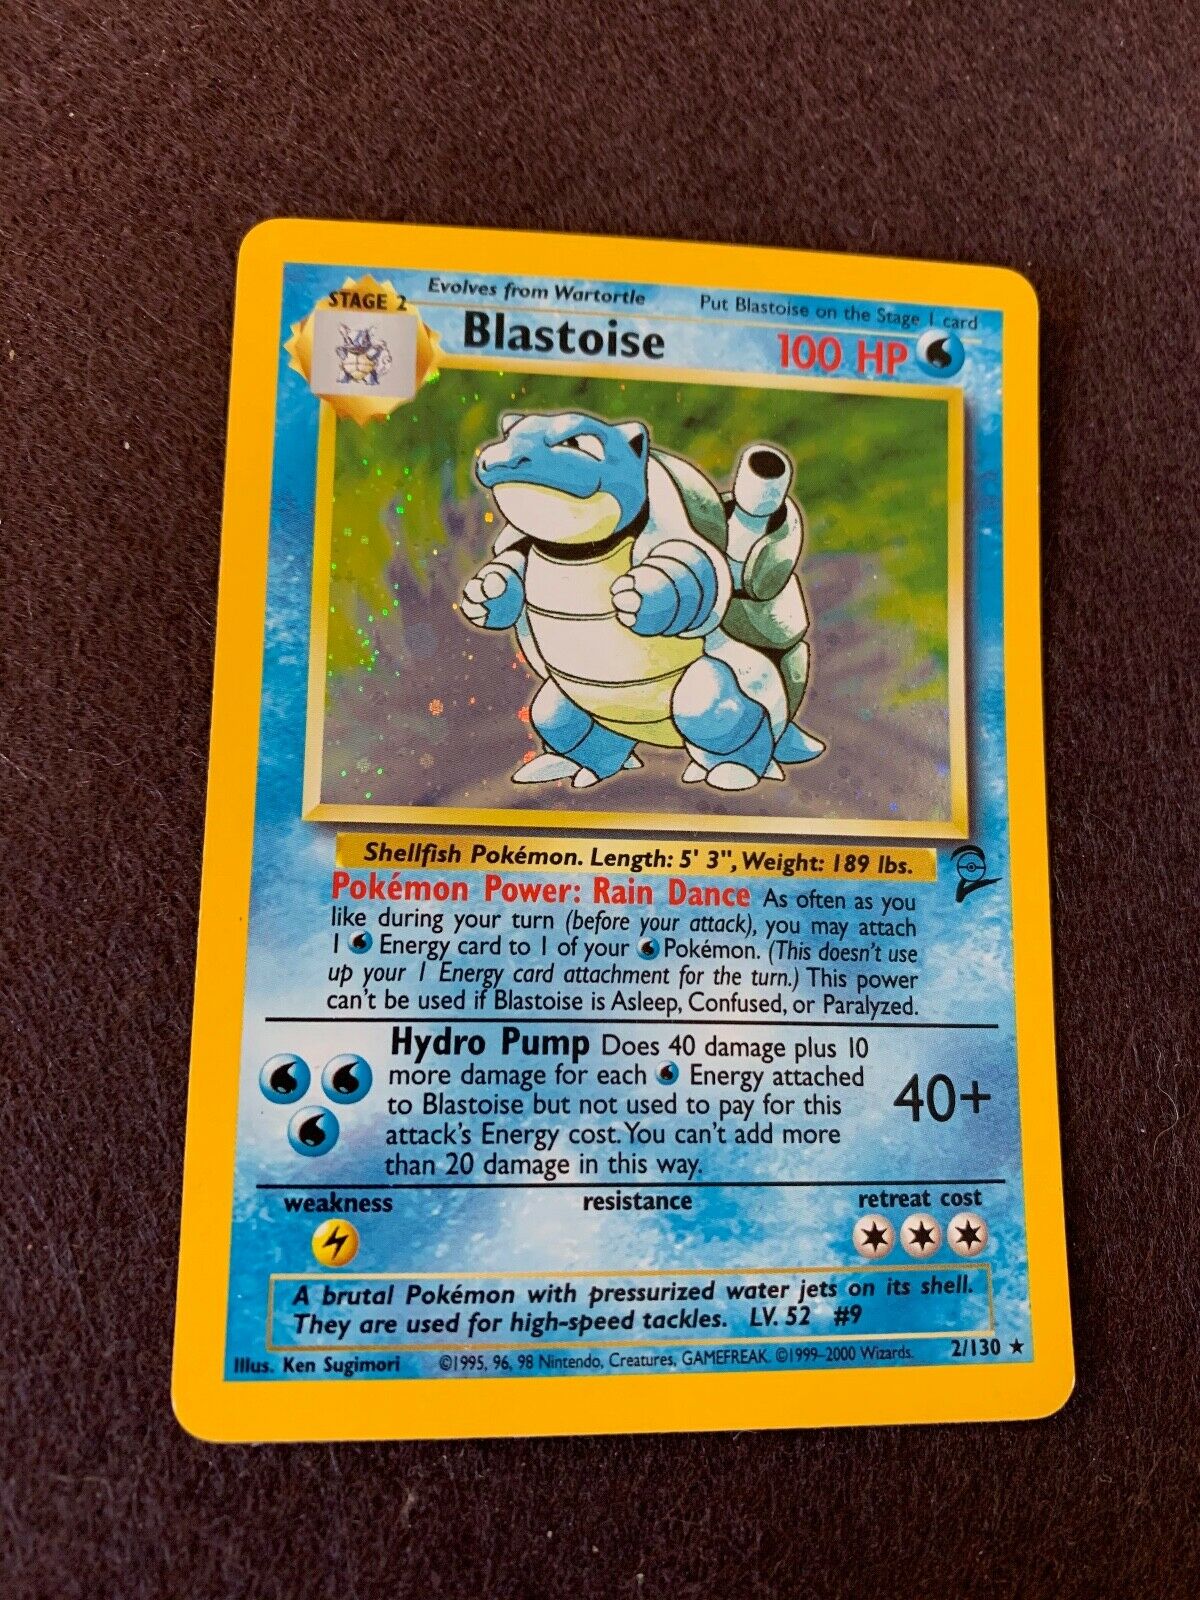 STAGE 2
Evolves from Wartortle
Put Blastoise on the Stage 1 card
Blastoise
100 HP
Shellfish Pokémon. Length: 5' 3", Weight: 189 lbs.
Pokémon Power: Rain Dance As often as you
like during your turn (before your attack), you may attach
1 Energy card to 1 of your Pokémon. (This doesn't use
up your 1 Energy card attachment for the turn.) This power
can't be used if Blastoise is Asleep, Confused, or Paralyzed.
Hydro Pump Does 40 damage plus 10
more damage for each Energy attached
to Blastoise but not used to pay for this
attack's Energy cost. You can't add more
than 20 damage in this way.
40+
weakness
resistance
retreat cost
A brutal Pokémon with pressurized water jets on its shell.
They are used for high-speed tackles. LV. 52 #9
Illus. Ken Sugimori
©1995, 96, 98 Nintendo, Creatures, GAMEFREAK. ©1999-2000 Wizards.
2/130 ★